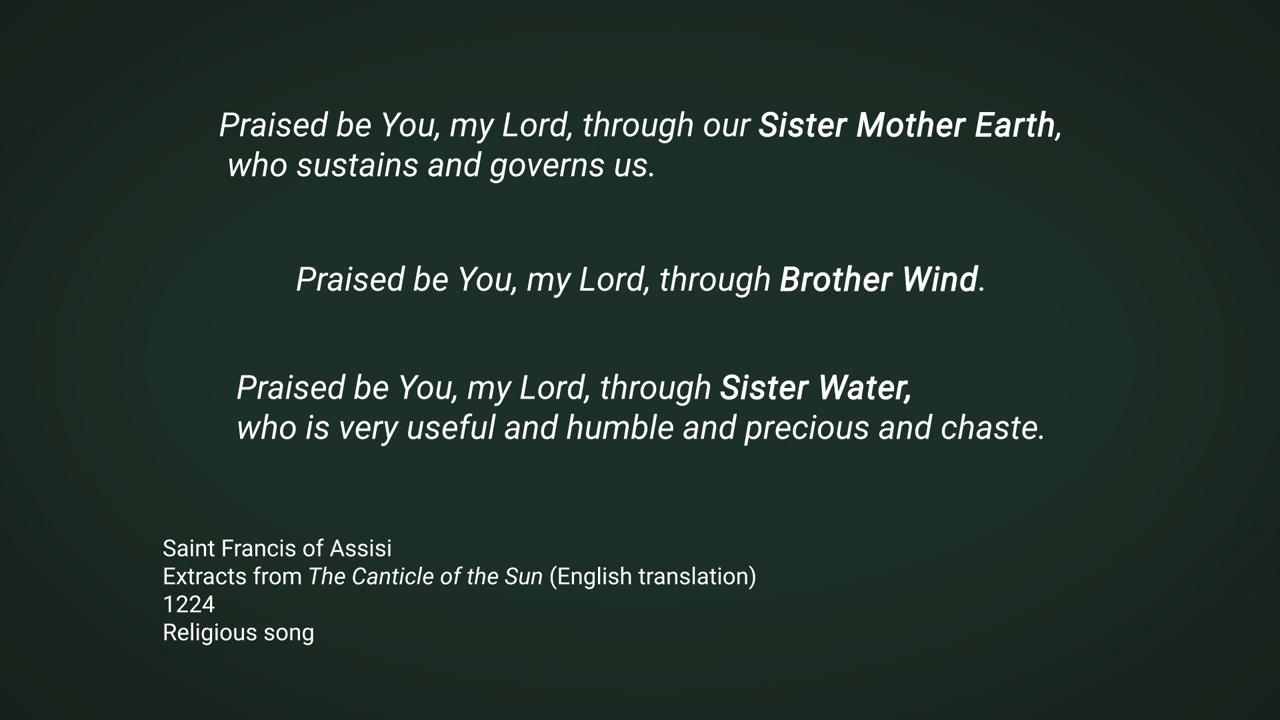 Praised be You, my Lord, through our Sister Mother Earth,
who sustains and governs us.
Praised be You, my Lord, through Brother Wind.
Praised be You, my Lord, through Sister Water,
who is very useful and humble and precious and chaste.
Saint Francis of Assisi
Extracts from The Canticle of the Sun (English translation)
1224
Religious song